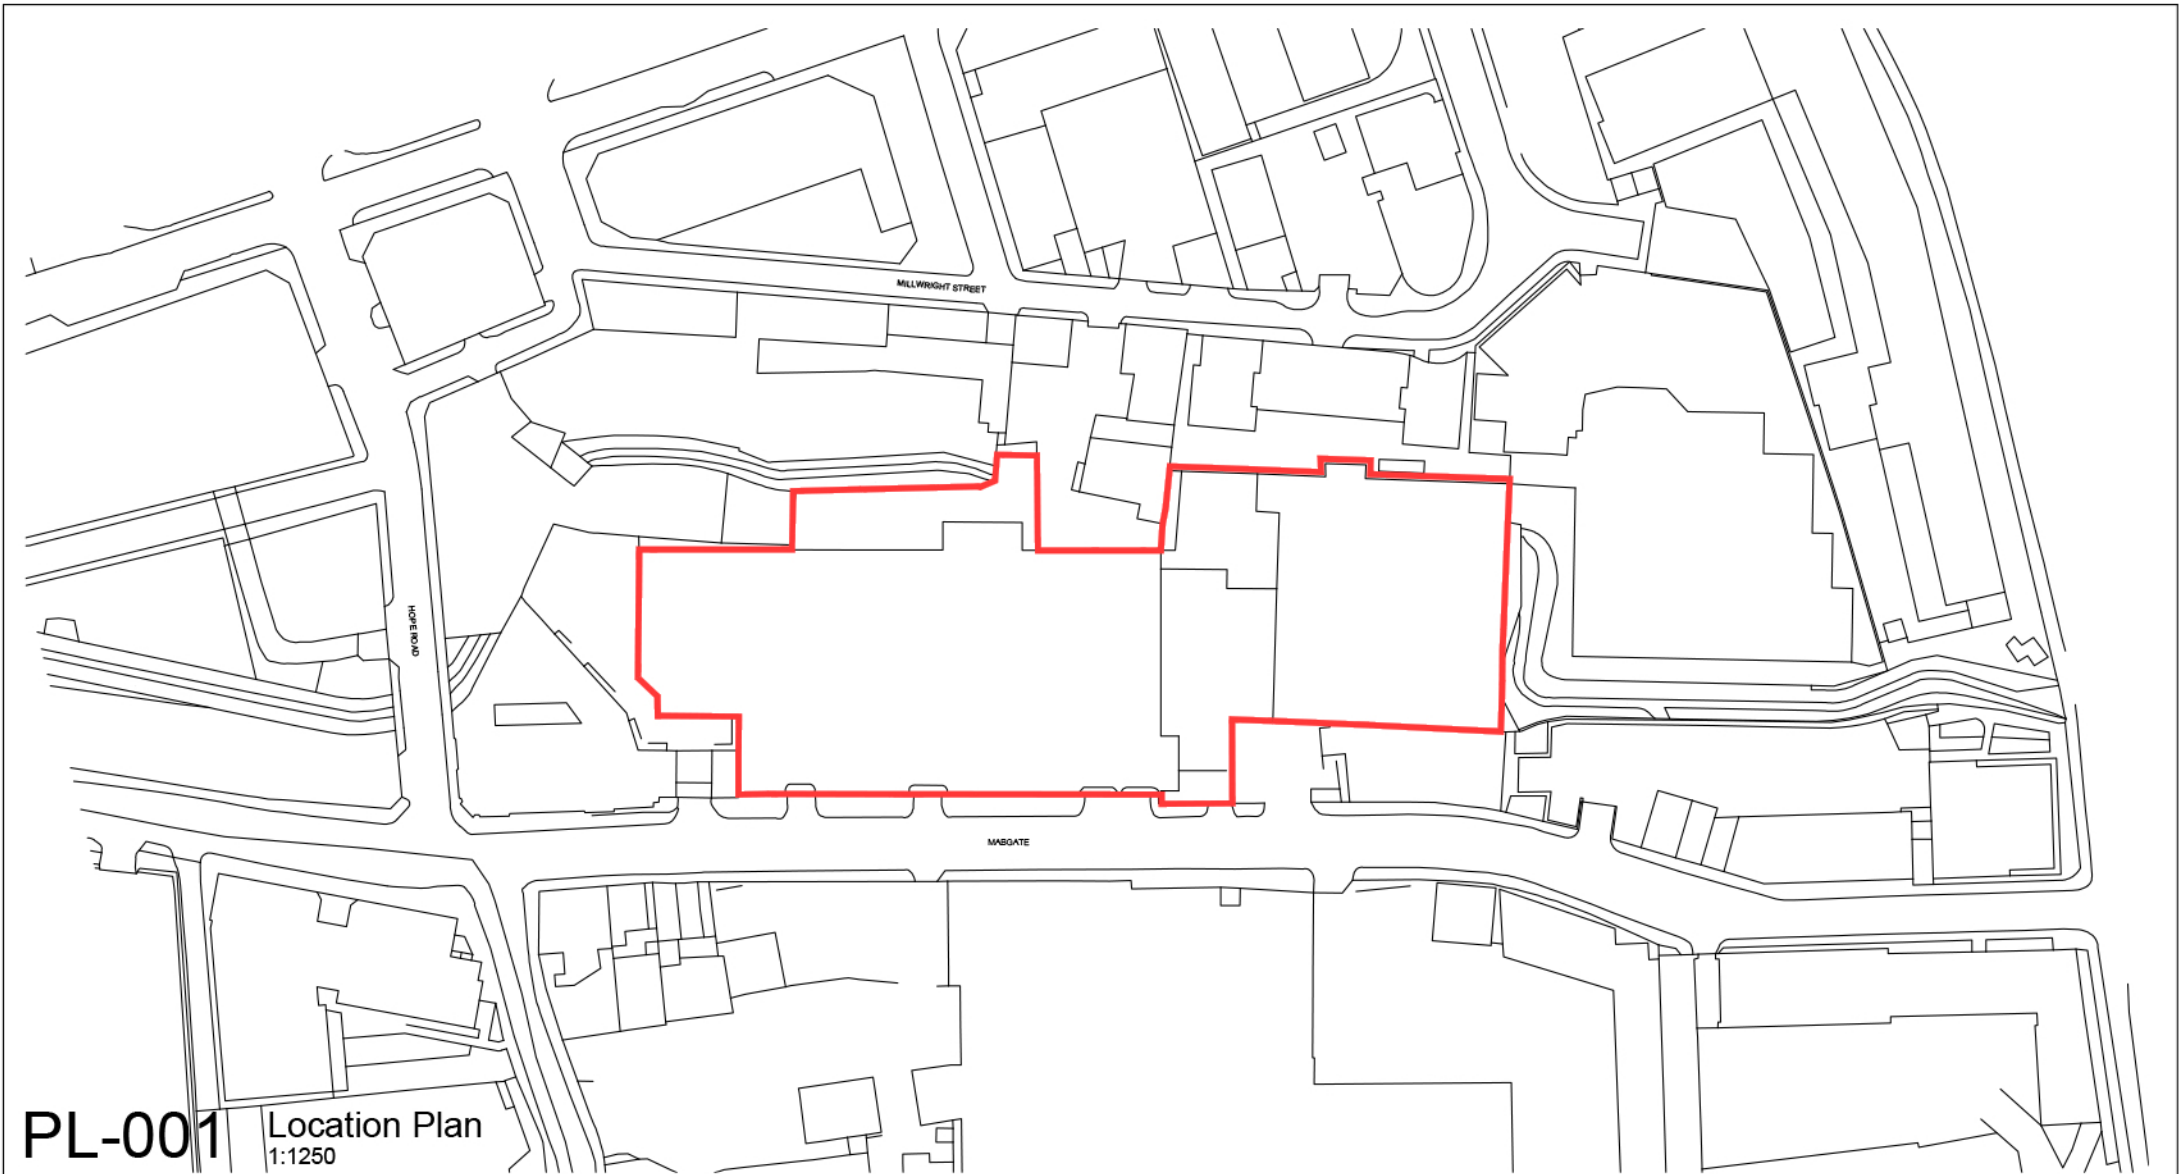 MILLWRIGHT STREET
HOPE ROAD
MABGATE
PL-001
Location Plan
1:1250